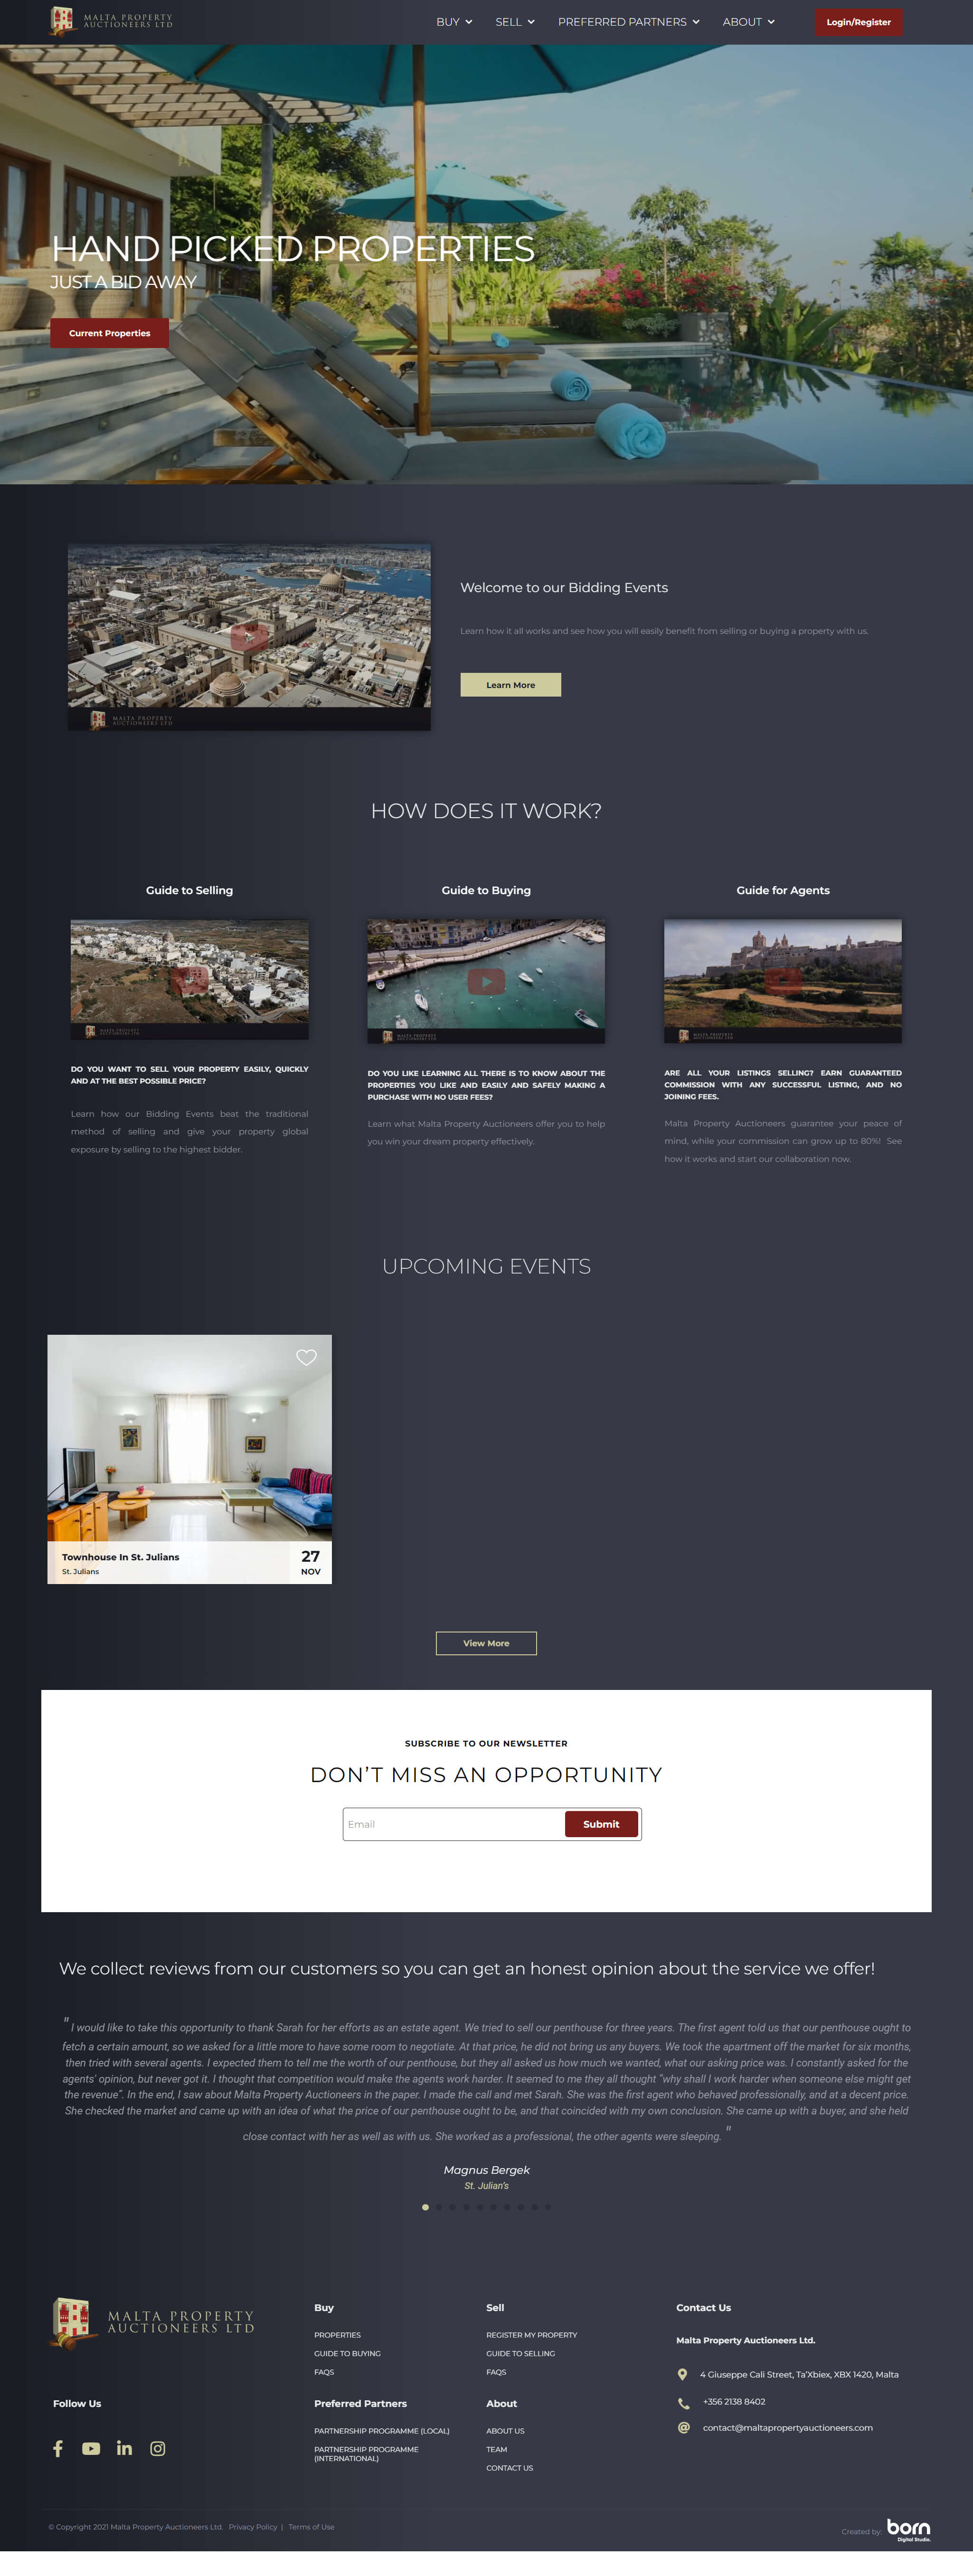 MALTA PROPERTY
AUCTIONEERS LTD
BUY
SELL
PREFERRED PARTNERS
ABOUT
Login/Register
HAND PICKED PROPERTIES
JUST A BID AWAY
Current Properties
MALTA PROPERTY
AUCTIONEERS LTD
Welcome to our Bidding Events
Learn how it all works and see how you will easily benefit from selling or buying a property with us.
Learn More
HOW DOES IT WORK?
Guide to Selling
MALTA PROPERTY
AUCTIONEERS LTD
DO YOU WANT TO SELL YOUR PROPERTY EASILY, QUICKLY
AND AT THE BEST POSSIBLE PRICE?
Learn how our Bidding Events beat the traditional
method of selling and give your property global
exposure by selling to the highest bidder.
Guide to Buying
MALTA PROPERTY
AUCTIONEERS LTD
DO YOU LIKE LEARNING ALL THERE IS TO KNOW ABOUT THE
PROPERTIES YOU LIKE AND EASILY AND SAFELY MAKING A
PURCHASE WITH NO USER FEES?
Learn what Malta Property Auctioneers offer you to help
you win your dream property effectively.
Guide for Agents
MALTA PROPERTY
AUCTIONEERS LTD
ARE ALL YOUR LISTINGS SELLING? EARN GUARANTEED
COMMISSION WITH ANY SUCCESSFUL LISTING, AND NO
JOINING FEES.
Malta Property Auctioneers guarantee your peace of
mind, while your commission can grow up to 80%! See
how it works and start our collaboration now.
UPCOMING EVENTS
Townhouse In St. Julians
St. Julians
27
NOV
View More
SUBSCRIBE TO OUR NEWSLETTER
DON'T MISS AN OPPORTUNITY
Email
Submit
We collect reviews from our customers so you can get an honest opinion about the service we offer!
" I would like to take this opportunity to thank Sarah for her efforts as an estate agent. We tried to sell our penthouse for three years. The first agent told us that our penthouse ought to
fetch a certain amount, so we asked for a little more to have some room to negotiate. At that price, he did not bring us any buyers. We took the apartment off the market for six months,
then tried with several agents. I expected them to tell me the worth of our penthouse, but they all asked us how much we wanted, what our asking price was. I constantly asked for the
agents' opinion, but never got it. I thought that competition would make the agents work harder. It seemed to me they all thought "why shall I work harder when someone else might get
the revenue". In the end, I saw about Malta Property Auctioneers in the paper. I made the call and met Sarah. She was the first agent who behaved professionally, and at a decent price.
She checked the market and came up with an idea of what the price of our penthouse ought to be, and that coincided with my own conclusion. She came up with a buyer, and she held
close contact with her as well as with us. She worked as a professional, the other agents were sleeping. "
Magnus Bergek
St. Julian's
MALTA PROPERTY
AUCTIONEERS LTD
Follow Us
Buy
PROPERTIES
GUIDE TO BUYING
FAQS
Sell
REGISTER MY PROPERTY
GUIDE TO SELLING
FAQS
Preferred Partners
PARTNERSHIP PROGRAMME (LOCAL)
PARTNERSHIP PROGRAMME
(INTERNATIONAL)
About
ABOUT US
TEAM
CONTACT US
Contact Us
Malta Property Auctioneers Ltd.
4 Giuseppe Cali Street, Ta'Xbiex, XBX 1420, Malta
+356 2138 8402
contact@maltapropertyauctioneers.com
© Copyright 2021 Malta Property Auctioneers Ltd. Privacy Policy | Terms of Use
Created by:
born
Digital Studio.